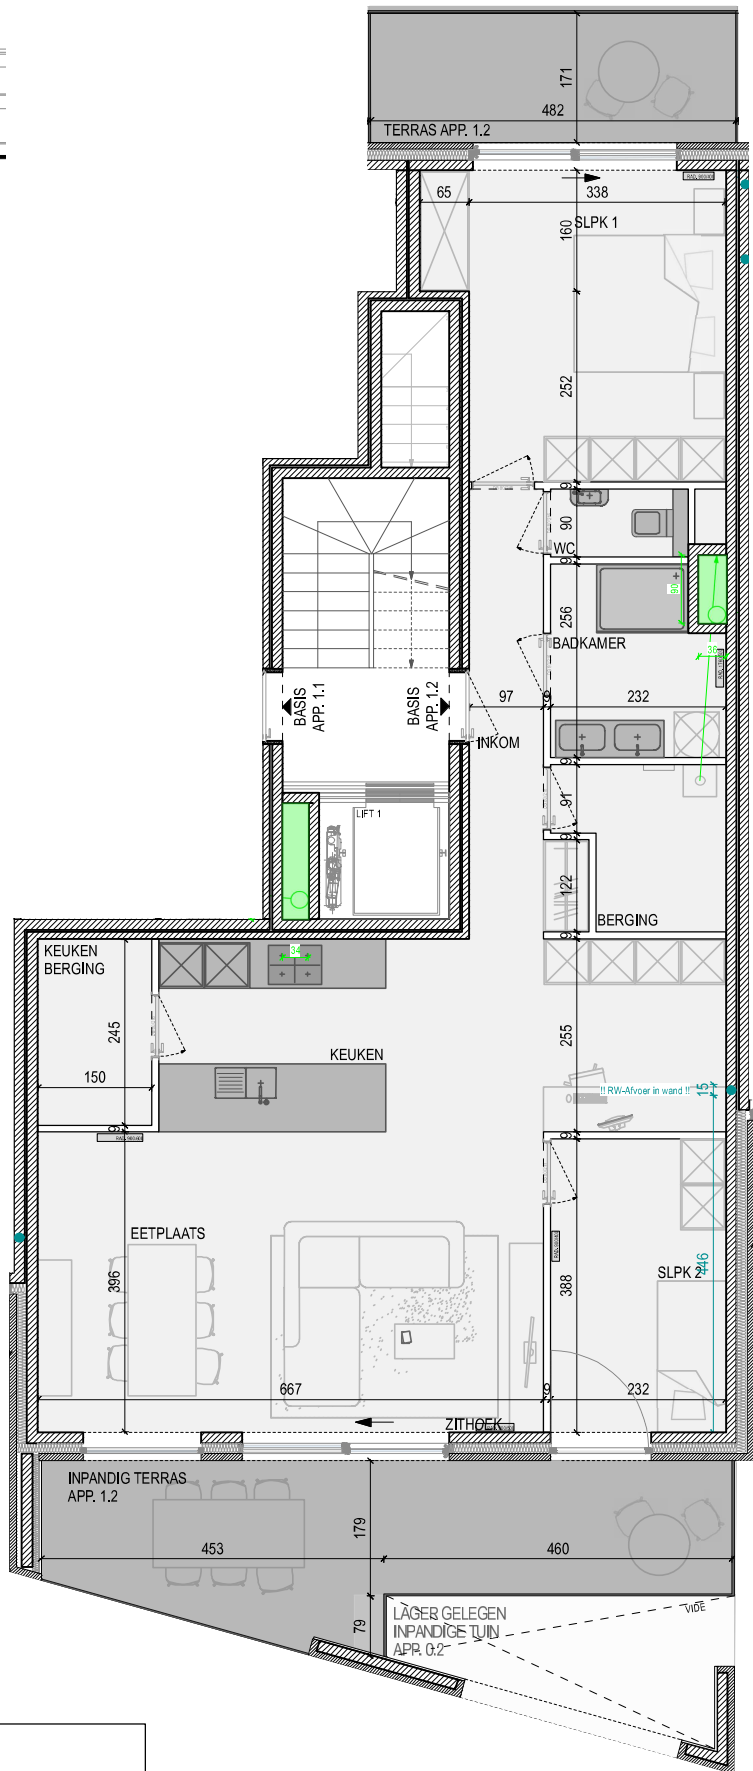 171
482
TERRAS APP. 1.2
65
338
160
SLPK 1
252
9
90
WC
9
90
256
BADKAMER
36
BASIS
APP. 1.1
BASIS
APP. 1.2
97
9
232
INKOM
9
91
LIFT 1
122
BERGING
9
KEUKEN
BERGING
34
245
255
KEUKEN
150
!! RW-Afvoer in wand !!
15
9
9
EETPLAATS
396
388
SLPK 2
446
667
9
232
ZITHOEK
INPANDIG TERRAS
APP. 1.2
179
453
460
79
LAGER GELEGEN
INPANDIGE TUIN
APP. 0.2
VIDE